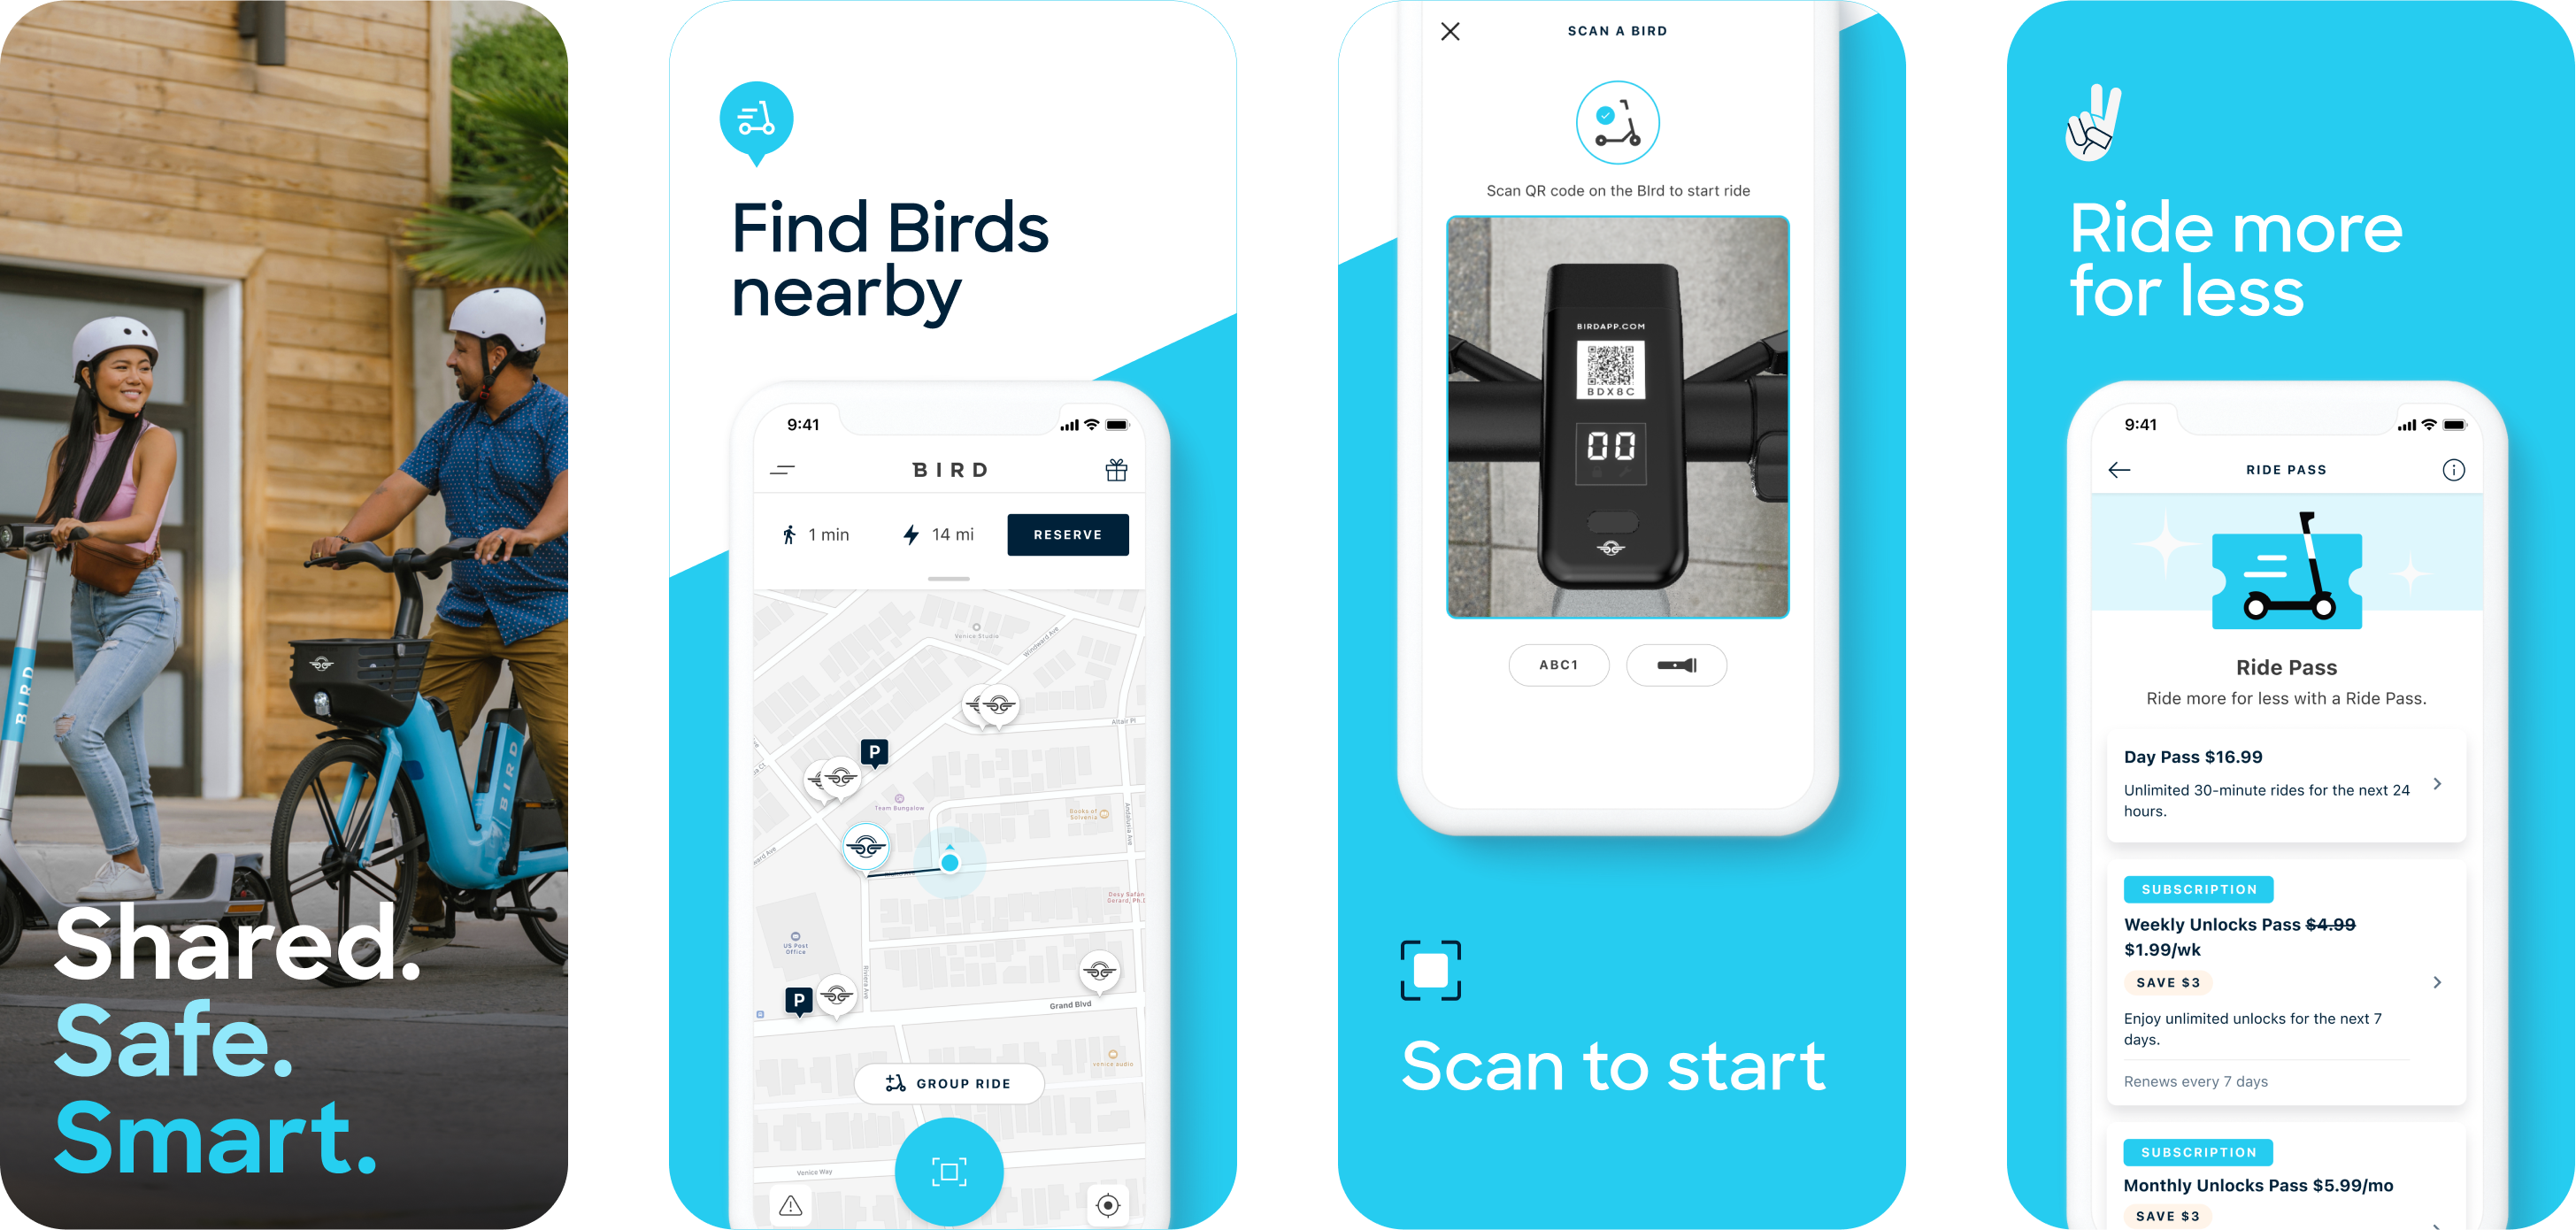 BIRD
BIRD
Shared.
Safe.
Smart.
Find Birds
nearby
9:41
BIRD
1 min
14 mi
RESERVE
Venice Studio
Windward Ave
Altair Pl
P
Team Bungalow
Andalusia Ave
US Post
Office
Riviera Ave
P
Grand Blvd
venice audio
GROUP RIDE
Venice Way
SCAN A BIRD
Scan QR code on the BIrd to start ride
BIRDAPP.COM
BDX8C
00
ABC1
Scan to start
Ride more
for less
9:41
RIDE PASS
Ride Pass
Ride more for less with a Ride Pass.
Day Pass $16.99
Unlimited 30-minute rides for the next 24
hours.
SUBSCRIPTION
Weekly Unlocks Pass $4.99
$1.99/wk
SAVE $3
Enjoy unlimited unlocks for the next 7
days.
Renews every 7 days
SUBSCRIPTION
Monthly Unlocks Pass $5.99/mo
SAVE $3